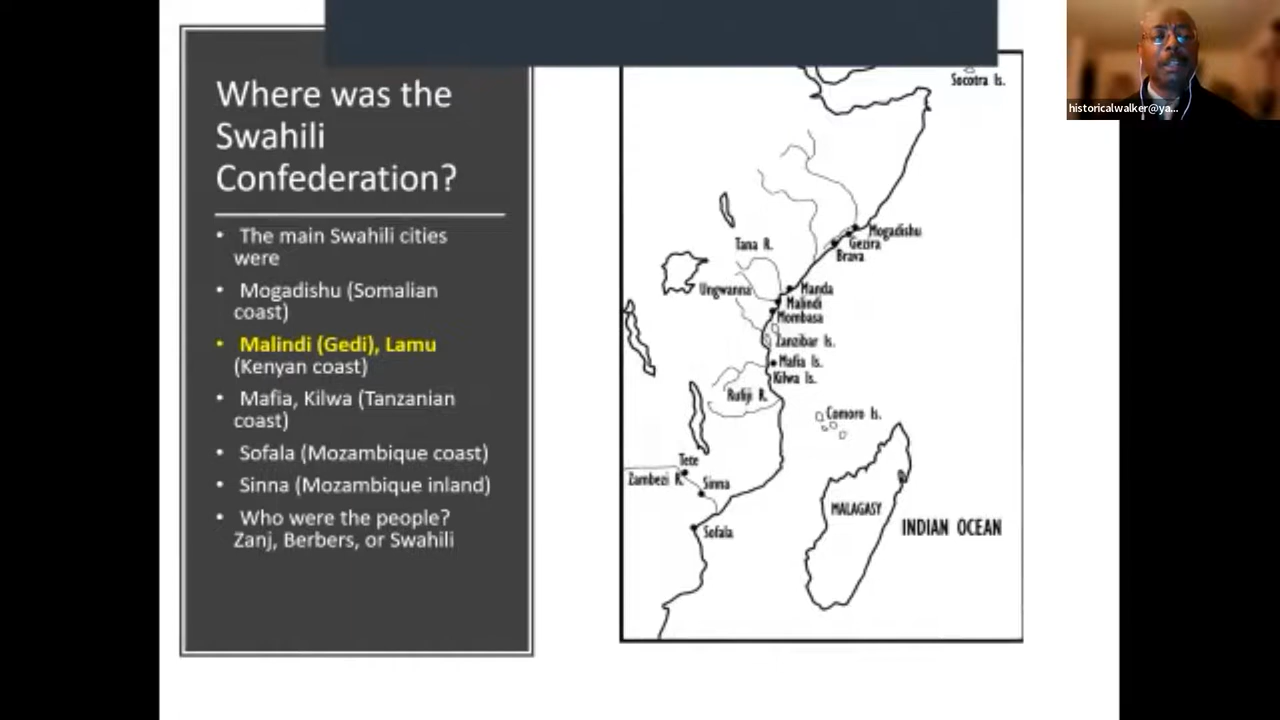 Where was the
Swahili
Confederation?
• The main Swahili cities
were
• Mogadishu (Somalian
coast)
• Malindi (Gedi), Lamu
(Kenyan coast)
• Mafia, Kilwa (Tanzanian
coast)
• Sofala (Mozambique coast)
• Sinna (Mozambique inland)
• Who were the people?
Zanj, Berbers, or Swahili
Socotra Is.
Mogadishu
Gezira
Brava
Tana R.
Ungwanna
Manda
Malindi
Mombasa
Zanzibar Is.
Mafia Is.
Kilwa Is.
Rufiji R.
Comoro Is.
Tete
Zambezi R.
Sinna
Sofala
MALAGASY
INDIAN OCEAN
historicalwalker@ya...